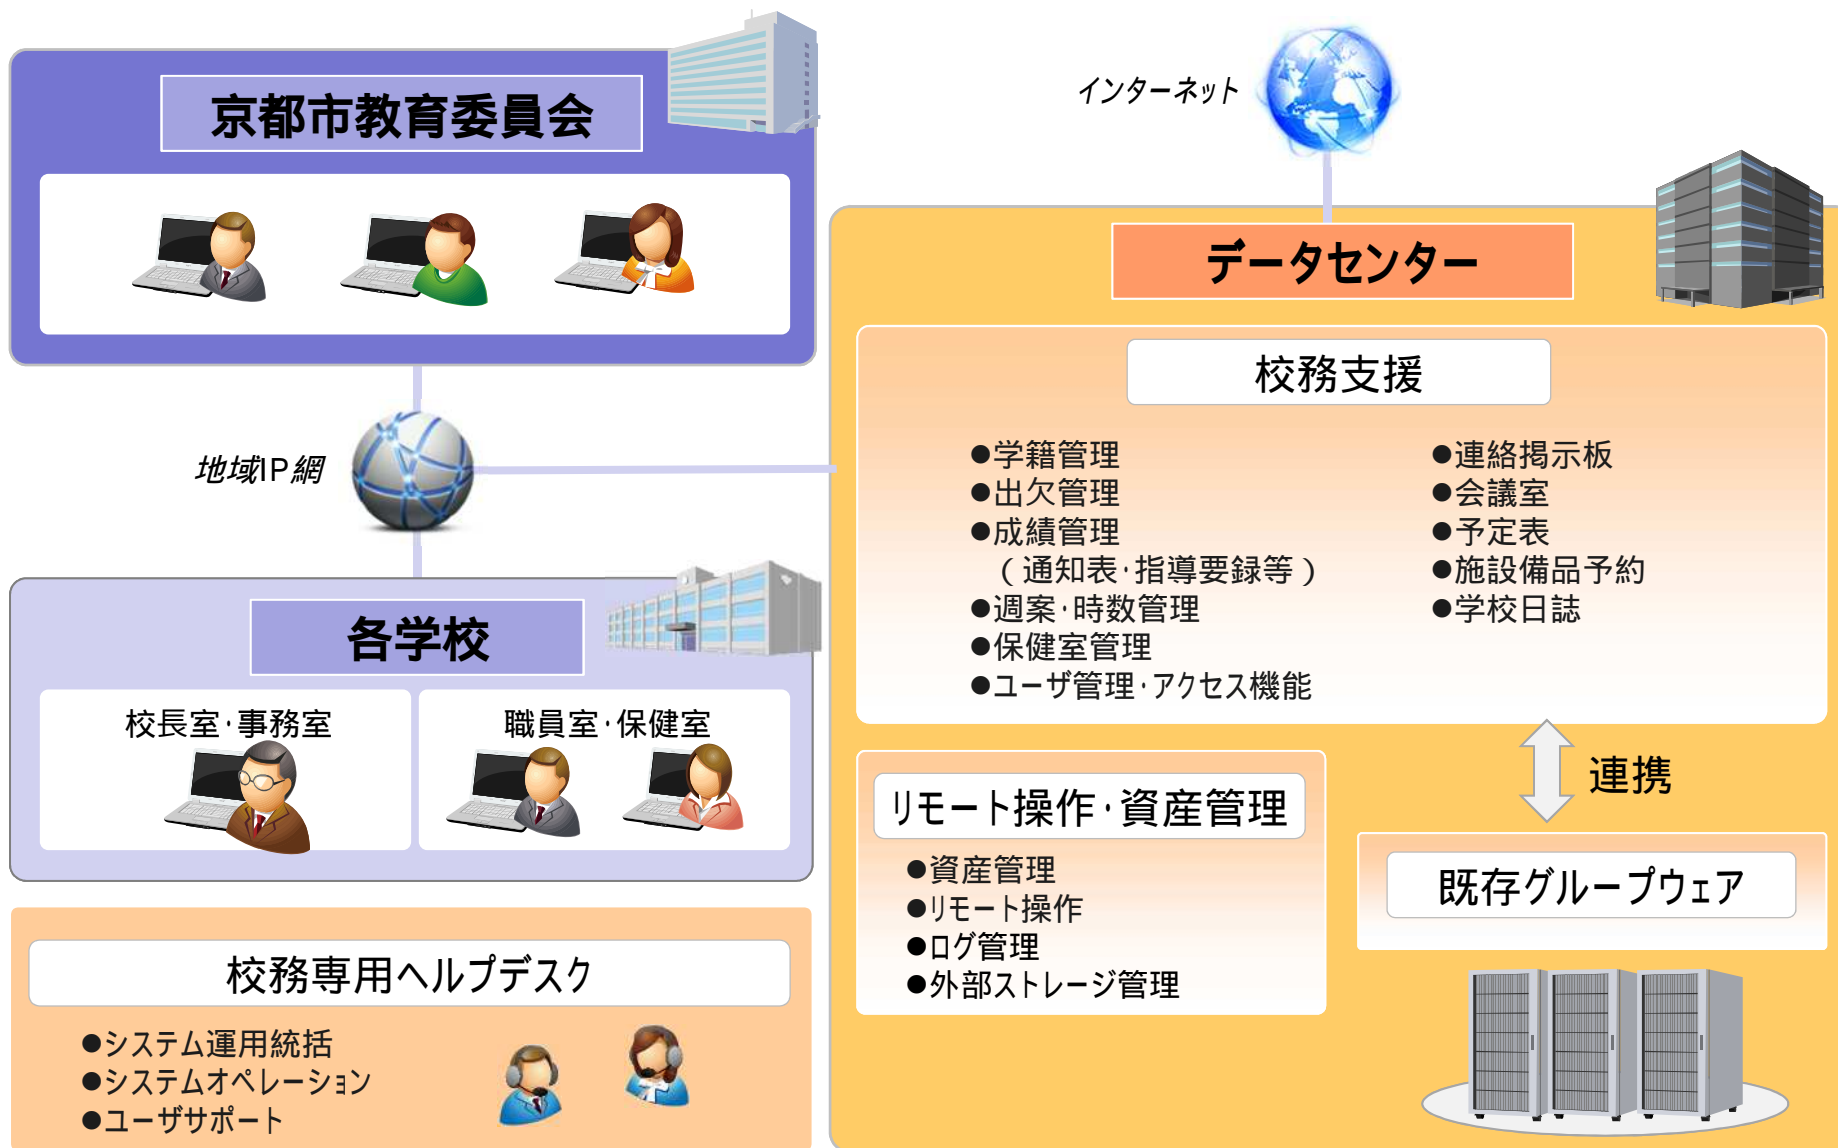 京都市教育委員会
インターネット
データセンター
校務支援
●学籍管理
●出欠管理
●成績管理
（通知表・指導要録等）
●週案・時数管理
●保健室管理
●ユーザ管理・アクセス機能
●連絡掲示板
●会議室
●予定表
●施設備品予約
●学校日誌
地域IP網
各学校
校長室・事務室
職員室・保健室
連携
リモート操作・資産管理
●資産管理
●リモート操作
●ログ管理
●外部ストレージ管理
既存グループウェア
校務専用ヘルプデスク
●システム運用統括
●システムオペレーション
●ユーザサポート